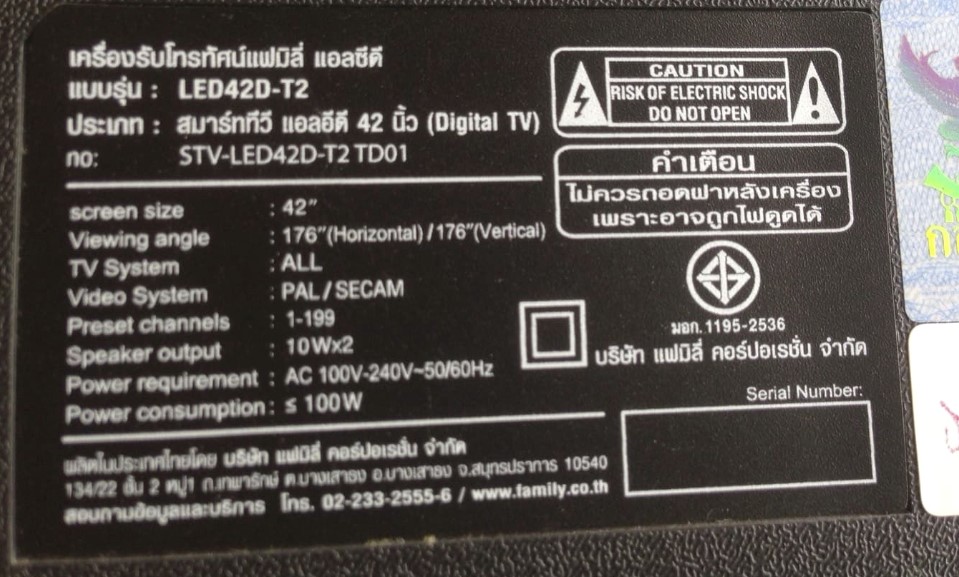 เครื่องรับโทรทัศน์แฟมิลี่ แอลซีดี
แบบรุ่น : LED42D-T2
ประเภท : สมาร์ททีวี แอลอีดี 42 นิ้ว (Digital TV)
no: STV-LED42D-T2 TD01
screen size : 42"
Viewing angle : 176"(Horizontal)/176"(Vertical)
TV System : ALL
Video System : PAL/SECAM
Preset channels : 1-199
Speaker output : 10Wx2
Power requirement : AC 100V-240V~50/60Hz
Power consumption : ≤ 100W
ผลิตในประเทศไทยโดย บริษัท แฟมิลี่ คอร์ปอเรชั่น จำกัด
134/22 ชั้น 2 หมู่1 ถ.เทพารักษ์ ต.บางเสาธง อ.บางเสาธง จ.สมุทรปราการ 10540
สอบถามข้อมูลและบริการ โทร. 02-233-2555-6 / www.family.co.th
CAUTION
RISK OF ELECTRIC SHOCK
DO NOT OPEN
คำเตือน
ไม่ควรถอดฝาหลังเครื่อง
เพราะอาจถูกไฟดูดได้
มอก.1195-2536
บริษัท แฟมิลี่ คอร์ปอเรชั่น จำกัด
Serial Number: